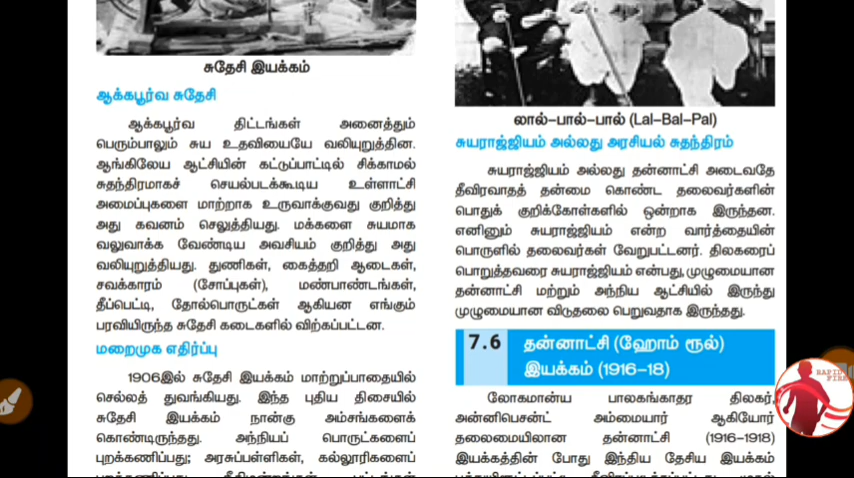 சுதேசி இயக்கம்
ஆக்கபூர்வ சுதேசி
ஆக்கபூர்வ திட்டங்கள் அனைத்தும்
பெரும்பாலும் சுய உதவியையே வலியுறுத்தின.
ஆங்கிலேய ஆட்சியின் கட்டுப்பாட்டில் சிக்காமல்
சுதந்திரமாகச் செயல்படக்கூடிய உள்ளாட்சி
அமைப்புகளை மாற்றாக உருவாக்குவது குறித்து
அது கவனம் செலுத்தியது. மக்களை சுயமாக
வலுவாக்க வேண்டிய அவசியம் குறித்து அது
வலியுறுத்தியது. துணிகள், கைத்தறி ஆடைகள்,
சவக்காரம் (சோப்புகள்), மண்பாண்டங்கள்,
தீப்பெட்டி, தோல்பொருட்கள் ஆகியன எங்கும்
பரவியிருந்த சுதேசி கடைகளில் விற்கப்பட்டன.
மறைமுக எதிர்ப்பு
1906இல் சுதேசி இயக்கம் மாற்றுப்பாதையில்
செல்லத் துவங்கியது. இந்த புதிய திசையில்
சுதேசி இயக்கம் நான்கு அம்சங்களைக்
கொண்டிருந்தது. அந்நியப் பொருட்களைப்
புறக்கணிப்பது; அரசுப்பள்ளிகள், கல்லூரிகளைப்
லால்-பால்-பால் (Lal-Bal-Pal)
சுயராஜ்ஜியம் அல்லது அரசியல் சுதந்திரம்
சுயராஜ்ஜியம் அல்லது தன்னாட்சி அடைவதே
தீவிரவாதத் தன்மை கொண்ட தலைவர்களின்
பொதுக் குறிக்கோள்களில் ஒன்றாக இருந்தன.
எனினும் சுயராஜ்ஜியம் என்ற வார்த்தையின்
பொருளில் தலைவர்கள் வேறுபட்டனர். திலகரைப்
பொறுத்தவரை சுயராஜ்ஜியம் என்பது, முழுமையான
தன்னாட்சி மற்றும் அந்நிய ஆட்சியில் இருந்து
முழுமையான விடுதலை பெறுவதாக இருந்தது.
7.6 தன்னாட்சி (ஹோம் ரூல்)
இயக்கம் (1916-18)
லோகமான்ய பாலகங்காதர திலகர்,
அன்னிபெசன்ட் அம்மையார் ஆகியோர்
தலைமையிலான தன்னாட்சி (1916-1918)
இயக்கத்தின் போது இந்திய தேசிய இயக்கம்
RAPID
FIRE